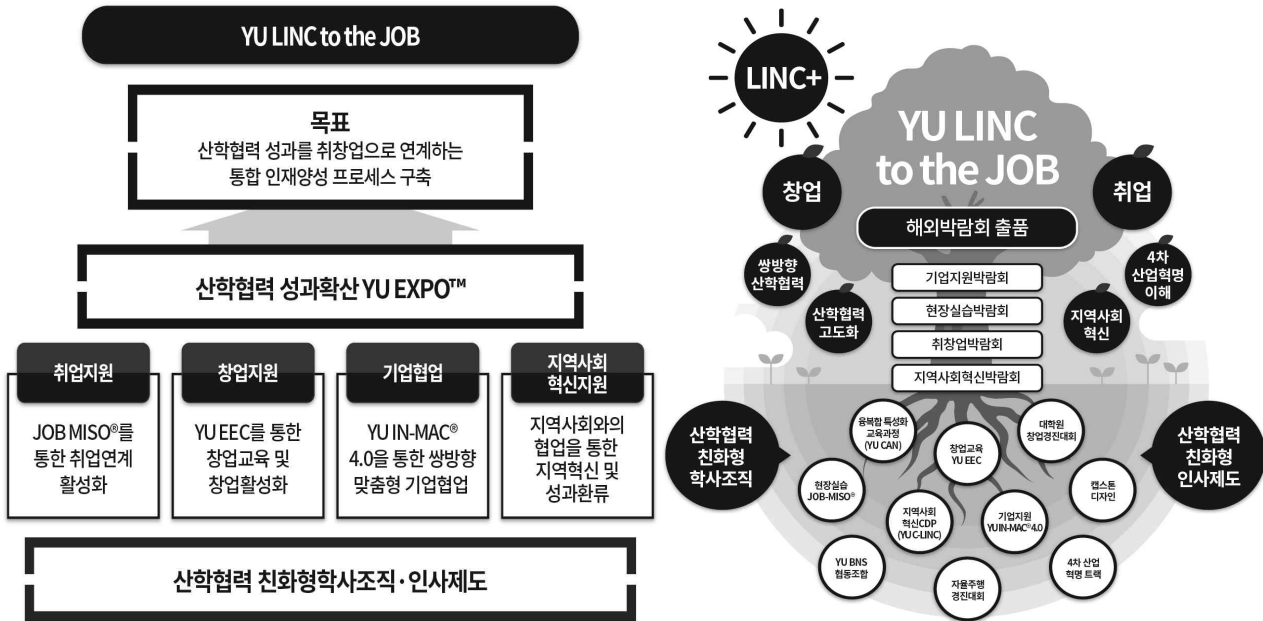 YU LINC to the JOB
목표
산학협력 성과를 취창업으로 연계하는
통합 인재양성 프로세스 구축
산학협력 성과확산 YU EXPO™
취업지원
JOB MISO®를
통한 취업연계
활성화
창업지원
YU EEC를 통한
창업교육 및
창업활성화
기업협업
YU IN-MAC®
4.0을 통한 쌍방향
맞춤형 기업협업
지역사회
혁신지원
지역사회와의
협업을 통한
지역혁신 및
성과환류
산학협력 친화형학사조직·인사제도
LINC+
YU LINC
to the JOB
창업
취업
해외박람회 출품
쌍방향
산학협력
4차
산업혁명
이해
산학협력
고도화
지역사회
혁신
기업지원박람회
현장실습박람회
취창업박람회
지역사회혁신박람회
산학협력
친화형
학사조직
산학협력
친화형
인사제도
융복합 특성화
교육과정
(YU CAN)
창업교육
YU EEC
대학원
창업경진대회
현장실습
JOB-MISO®
지역사회
혁신CDP
(YU C-LINC)
기업지원
YU IN-MAC® 4.0
캡스톤
디자인
YU BNS
협동조합
자율주행
경진대회
4차 산업
혁명 트랙